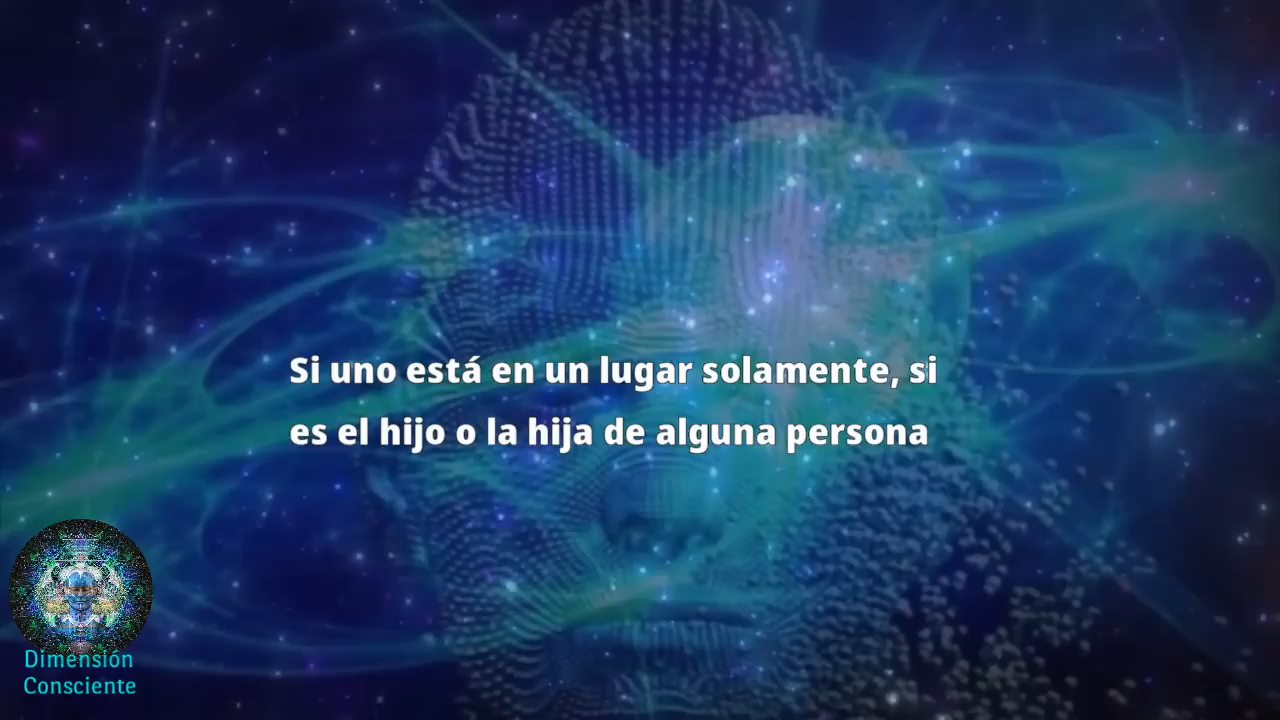 Si uno está en un lugar solamente, si
es el hijo o la hija de alguna persona
Dimensión
Consciente